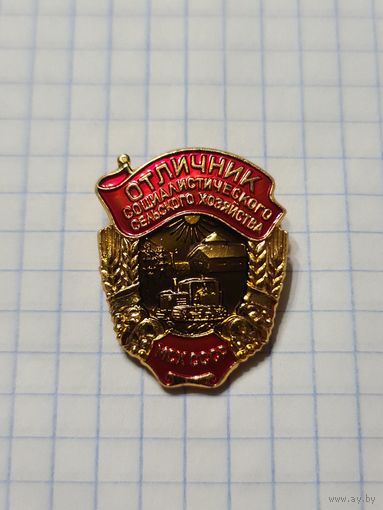 ОТЛИЧНИК
СОЦИАЛИСТИЧЕСКОГО
СЕЛЬСКОГО ХОЗЯЙСТВА
МСХ СССР
www.ay.by